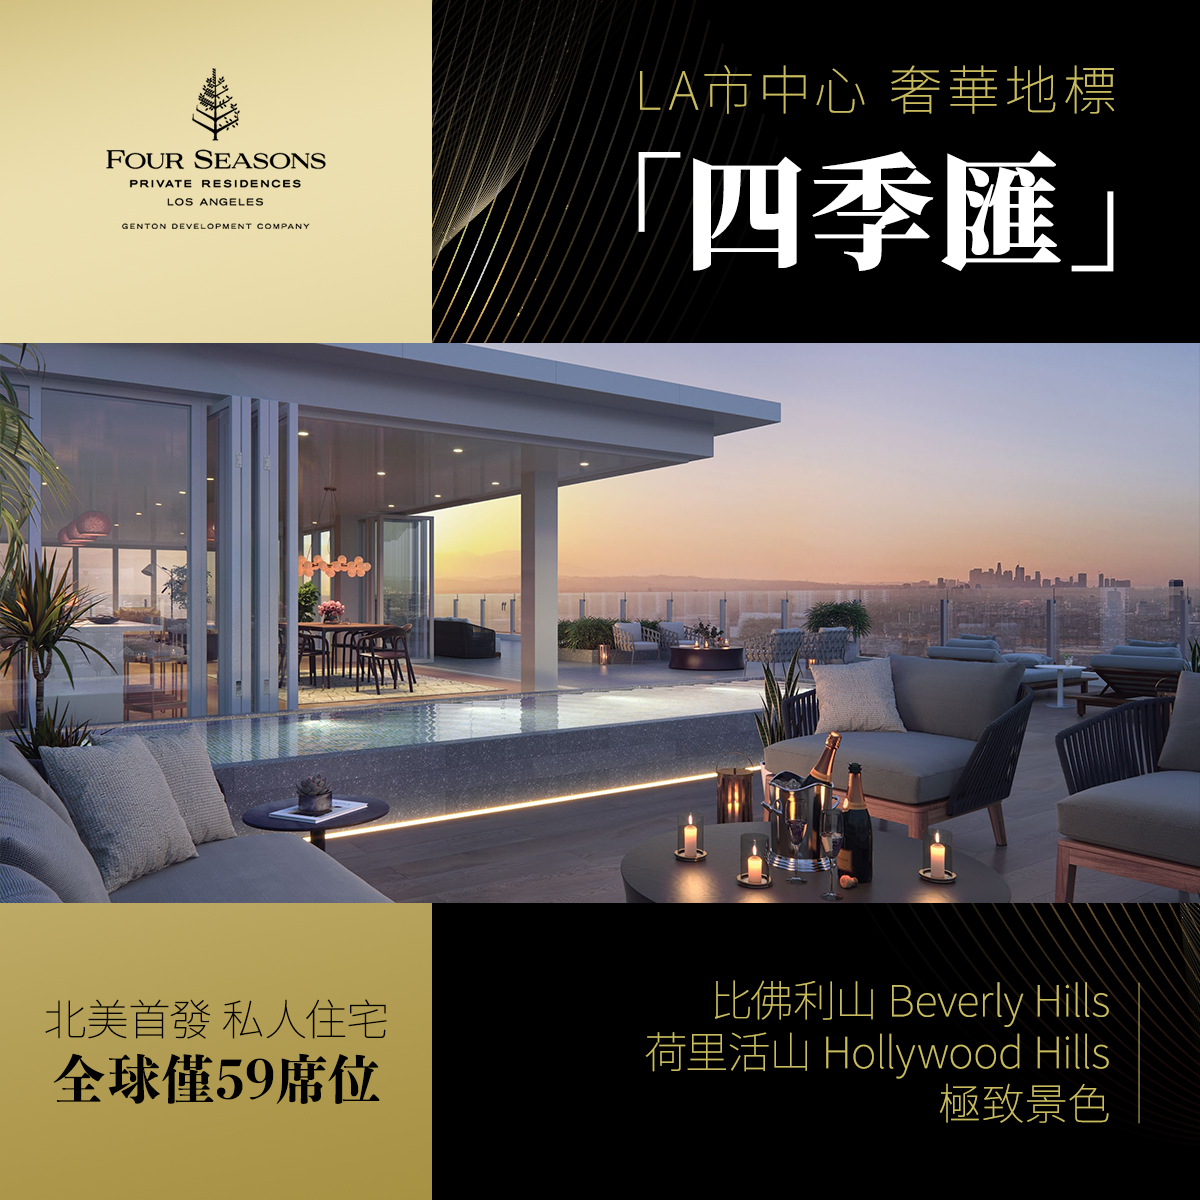 FOUR SEASONS
PRIVATE RESIDENCES
LOS ANGELES
GENTON DEVELOPMENT COMPANY
LA市中心 奢華地標
「四季匯」
北美首發 私人住宅
全球僅59席位
比佛利山 Beverly Hills
荷里活山 Hollywood Hills
極致景色